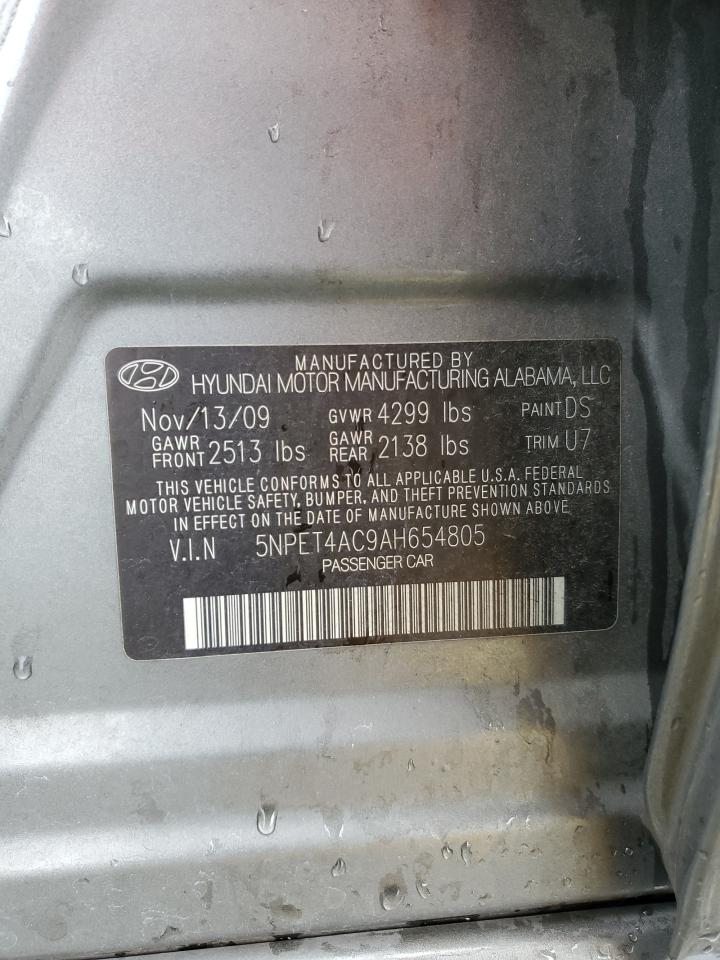 MANUFACTURED BY
HYUNDAI MOTOR MANUFACTURING ALABAMA, LLC
Nov/13/09 GVWR 4299 lbs PAINT DS
GAWR FRONT 2513 lbs GAWR REAR 2138 lbs TRIM U7
THIS VEHICLE CONFORMS TO ALL APPLICABLE U.S.A. FEDERAL
MOTOR VEHICLE SAFETY, BUMPER, AND THEFT PREVENTION STANDARDS
IN EFFECT ON THE DATE OF MANUFACTURE SHOWN ABOVE.
V.I.N 5NPET4AC9AH654805
PASSENGER CAR